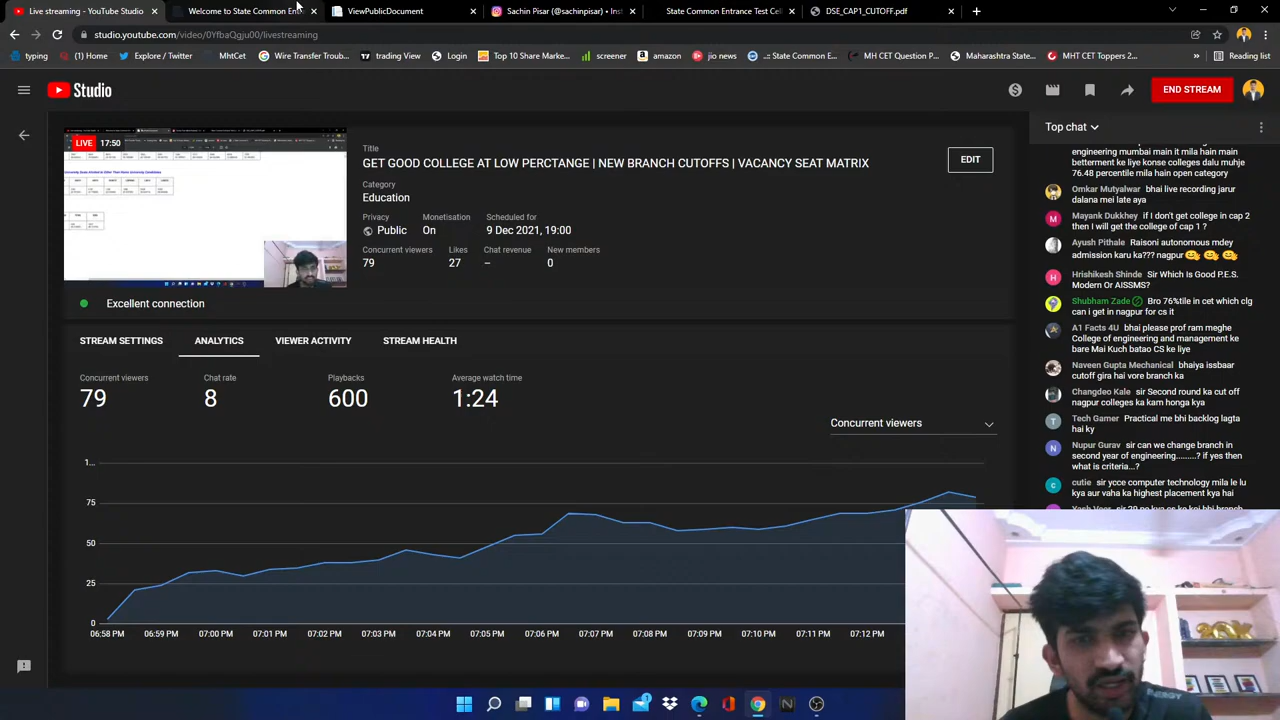 Live streaming - YouTube Studio
Welcome to State Common Ent
ViewPublicDocument
Sachin Pisar (@sachinpisar) • Inst
State Common Entrance Test Cel
DSE_CAP1_CUTOFF.pdf
studio.youtube.com/video/0YfbaQgju00/livestreaming
typing
(1) Home
Explore / Twitter
MhtCet
Wire Transfer Troub...
trading View
Login
Top 10 Share Marke...
screener
amazon
jio news
..:: State Common E...
MH CET Question P...
Maharashtra State...
MHT CET Toppers 2...
»
Reading list
Studio
END STREAM
LIVE 17:50
Title
GET GOOD COLLEGE AT LOW PERCTANGE | NEW BRANCH CUTOFFS | VACANT SEAT MATRIX
Category
Education
Privacy
Public
Monetisation
On
Scheduled for
9 Dec 2021, 19:00
Concurrent viewers
79
Likes
27
Chat revenue
–
New members
0
Excellent connection
STREAM SETTINGS
ANALYTICS
VIEWER ACTIVITY
STREAM HEALTH
Concurrent viewers
79
Chat rate
8
Playbacks
600
Average watch time
1:24
Concurrent viewers
1...
75
50
25
0
06:58 PM 06:59 PM 07:00 PM 07:01 PM 07:02 PM 07:03 PM 07:04 PM 07:05 PM 07:06 PM 07:07 PM 07:08 PM 07:09 PM 07:10 PM 07:11 PM 07:12 PM
Top chat
engineering mumbai main it mila hain main
betterment ke liye konse colleges dalu mujhe
76.48 percentile mila hain open category
Omkar Mutyalwar bhai live recording jarur
dalana mei late aya
Mayank Dukhey if I don't get college in cap 2
then I will get the college of cap 1 ?
Ayush Pithale Raisoni autonomous mdey
admission karu ka??? nagpur
Hrishikesh Shinde Sir Which Is Good P.E.S.
Modern Or AISSMS?
Shubham Zade Bro 76%tile in cet which clg
can i get in nagpur for cs it
A1 Facts 4U bhai please prof ram meghe
College of engineering and management ke
bare Mai Kuch batao CS ke liye
Naveen Gupta Mechanical bhaiya issbaar
cutoff gira hai vore branch ka
Changdeo Kale sir Second round ka cut off
nagpur colleges ka kam honga kya
Tech Gamer Practical me bhi backlog lagta
hai ky
Nupur Gurav sir can we change branch in
second year of engineering.........? if yes then
what is criteria...?
cutie sir ycce computer technology mila le lu
kya aur vaha ka highest placement kya hai